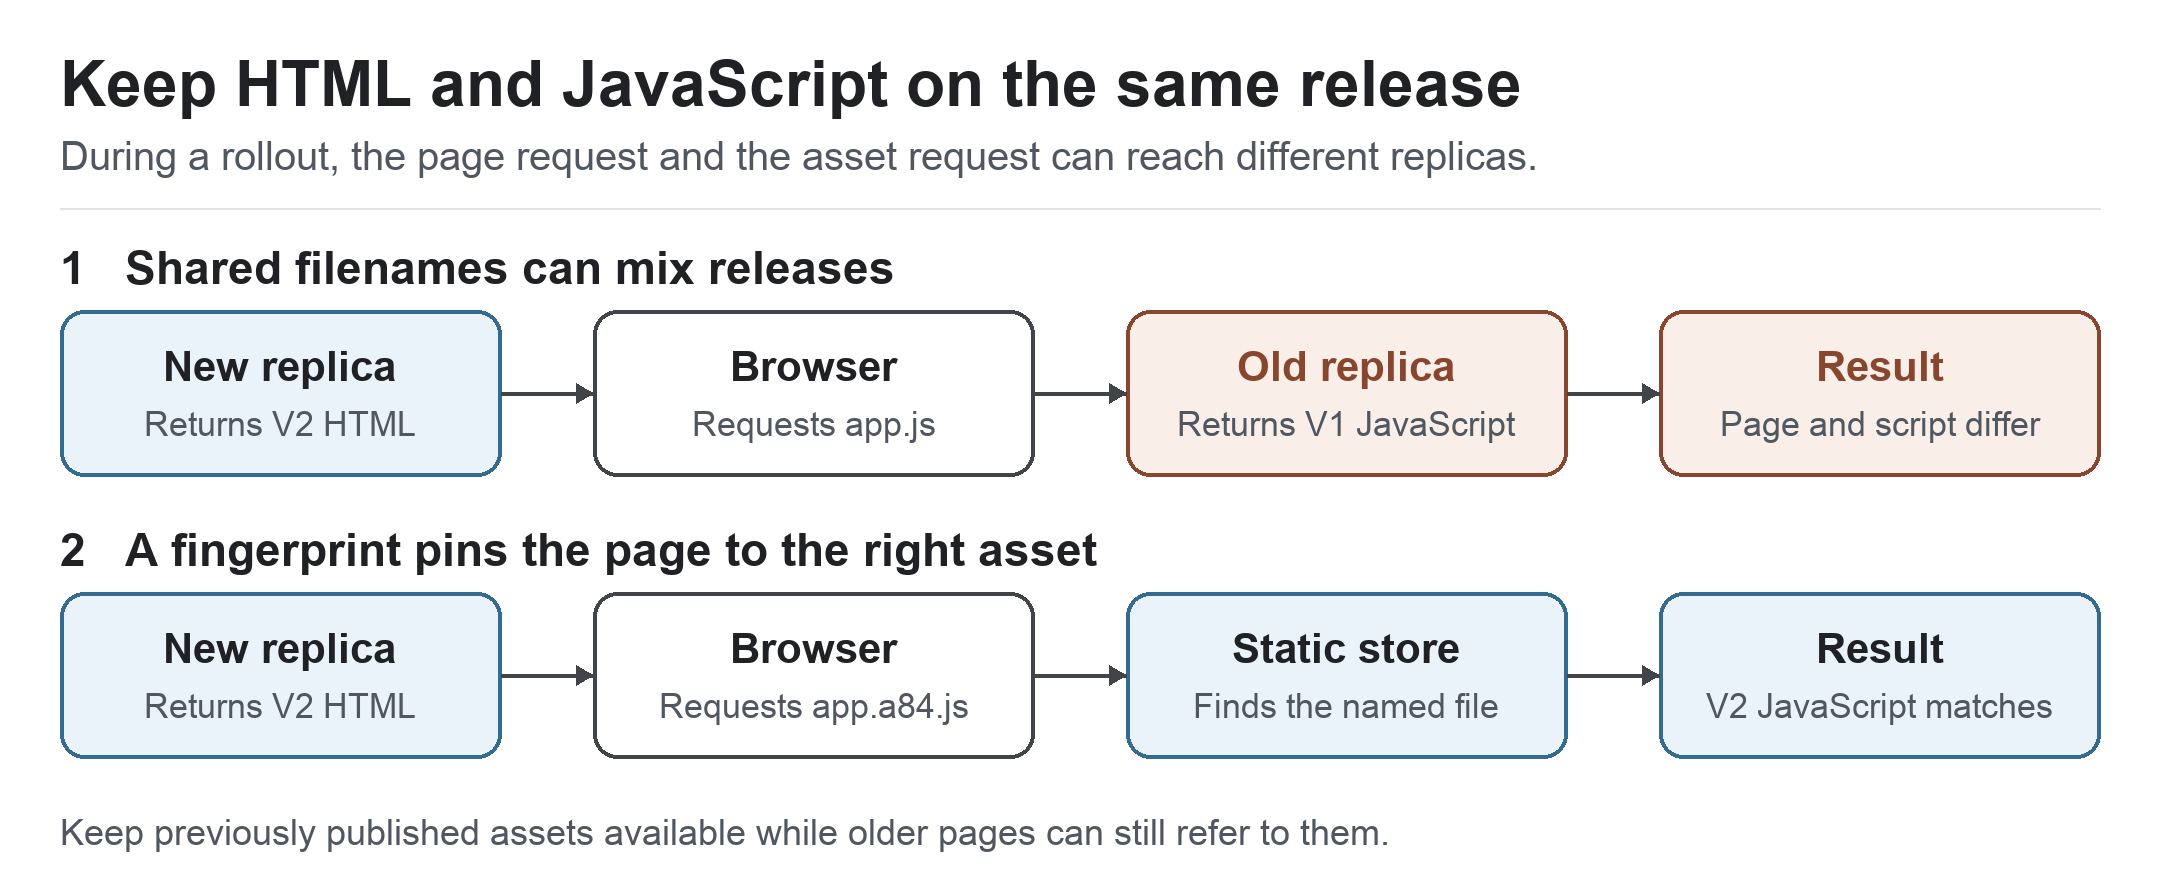 Keep HTML and JavaScript on the same release
During a rollout, the page request and the asset request can reach different replicas.
1 Shared filenames can mix releases
New replica
Returns V2 HTML
Browser
Requests app.js
Old replica
Returns V1 JavaScript
Result
Page and script differ
2 A fingerprint pins the page to the right asset
New replica
Returns V2 HTML
Browser
Requests app.a84.js
Static store
Finds the named file
Result
V2 JavaScript matches
Keep previously published assets available while older pages can still refer to them.